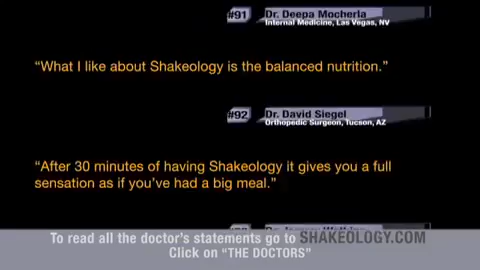 #91 Dr. Deepa Mocherla
Internal Medicine, Las Vegas, NV
“What I like about Shakeology is the balanced nutrition.”
#92 Dr. David Siegel
Orthopedic Surgeon, Tucson, AZ
“After 30 minutes of having Shakeology it gives you a full
sensation as if you’ve had a big meal.”
Dr.
To read all the doctor’s statements go to SHAKEOLOGY.COM
Click on “THE DOCTORS”